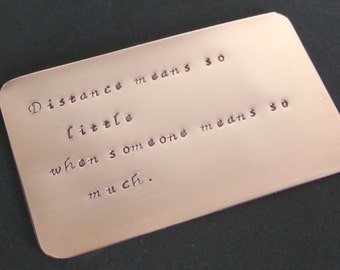 Distance means so
little
when someone means so
much.